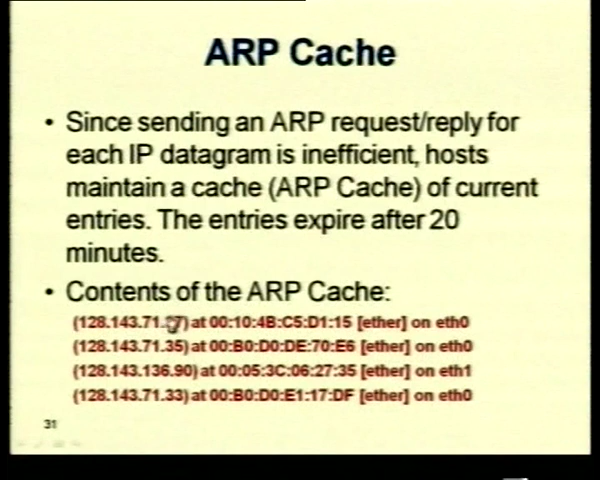 ARP Cache
• Since sending an ARP request/reply for
each IP datagram is inefficient, hosts
maintain a cache (ARP Cache) of current
entries. The entries expire after 20
minutes.
• Contents of the ARP Cache:
at 00:10:4B:C5:D1:15 [ether] on eth0
(128.143.71.35) at 00:B0:D0:DE:70:E6 [ether] on eth0
(128.143.136.90) at 00:05:3C:06:27:35 [ether] on eth1
(128.143.71.33) at 00:B0:D0:E1:17:DF [ether] on eth0
31